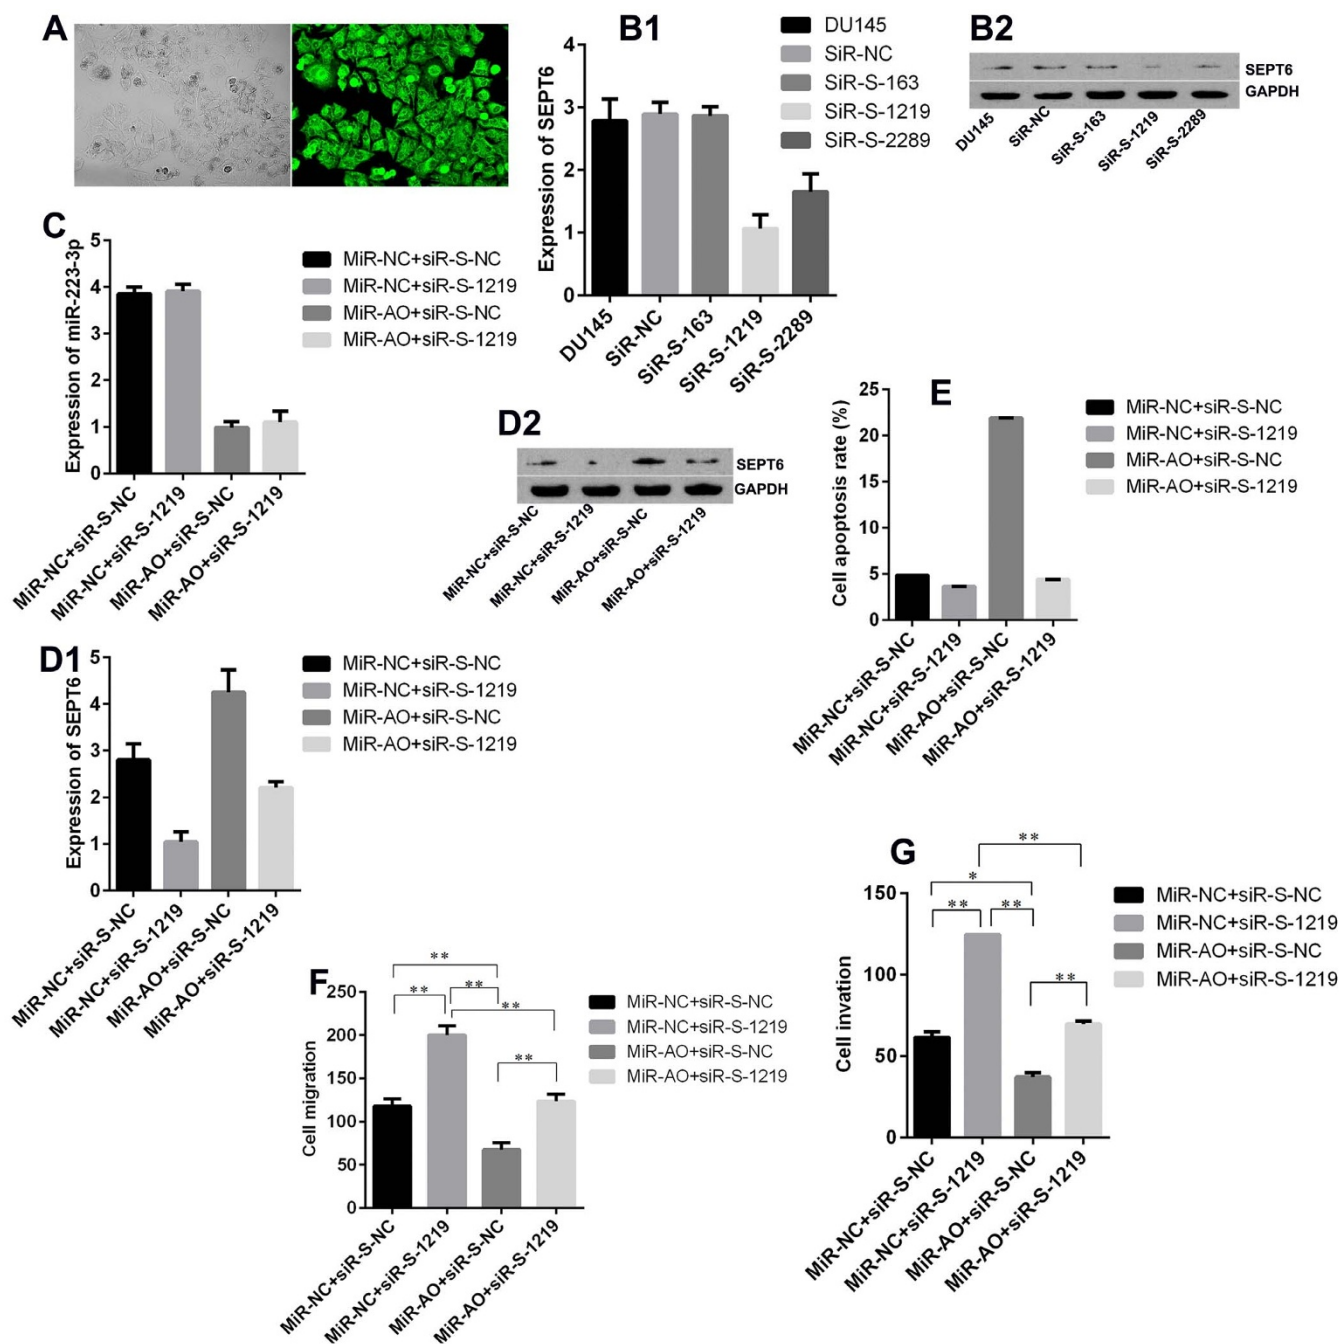 A
B1
Expression of SEPT6
4
3
2
1
0
DU145
SiR-NC
SiR-S-163
SiR-S-1219
SiR-S-2289
DU145
SiR-NC
SiR-S-163
SiR-S-1219
SiR-S-2289
B2
SEPT6
GAPDH
DU145
SiR-NC
SiR-S-163
SiR-S-1219
SiR-S-2289
C
Expression of miR-223-3p
5
4
3
2
1
0
MiR-NC+siR-S-NC
MiR-NC+siR-S-1219
MiR-AO+siR-S-NC
MiR-AO+siR-S-1219
MiR-NC+siR-S-NC
MiR-NC+siR-S-1219
MiR-AO+siR-S-NC
MiR-AO+siR-S-1219
D2
SEPT6
GAPDH
MiR-NC+siR-S-NC
MiR-NC+siR-S-1219
MiR-AO+siR-S-NC
MiR-AO+siR-S-1219
E
Cell apoptosis rate (%)
25
20
15
10
5
0
MiR-NC+siR-S-NC
MiR-NC+siR-S-1219
MiR-AO+siR-S-NC
MiR-AO+siR-S-1219
MiR-NC+siR-S-NC
MiR-NC+siR-S-1219
MiR-AO+siR-S-NC
MiR-AO+siR-S-1219
D1
Expression of SEPT6
5
4
3
2
1
0
MiR-NC+siR-S-NC
MiR-NC+siR-S-1219
MiR-AO+siR-S-NC
MiR-AO+siR-S-1219
MiR-NC+siR-S-NC
MiR-NC+siR-S-1219
MiR-AO+siR-S-NC
MiR-AO+siR-S-1219
F
Cell migration
250
200
150
100
50
0
**
** **
**
**
MiR-NC+siR-S-NC
MiR-NC+siR-S-1219
MiR-AO+siR-S-NC
MiR-AO+siR-S-1219
MiR-NC+siR-S-NC
MiR-NC+siR-S-1219
MiR-AO+siR-S-NC
MiR-AO+siR-S-1219
G
Cell invation
150
100
50
0
**
*
** **
**
MiR-NC+siR-S-NC
MiR-NC+siR-S-1219
MiR-AO+siR-S-NC
MiR-AO+siR-S-1219
MiR-NC+siR-S-NC
MiR-NC+siR-S-1219
MiR-AO+siR-S-NC
MiR-AO+siR-S-1219